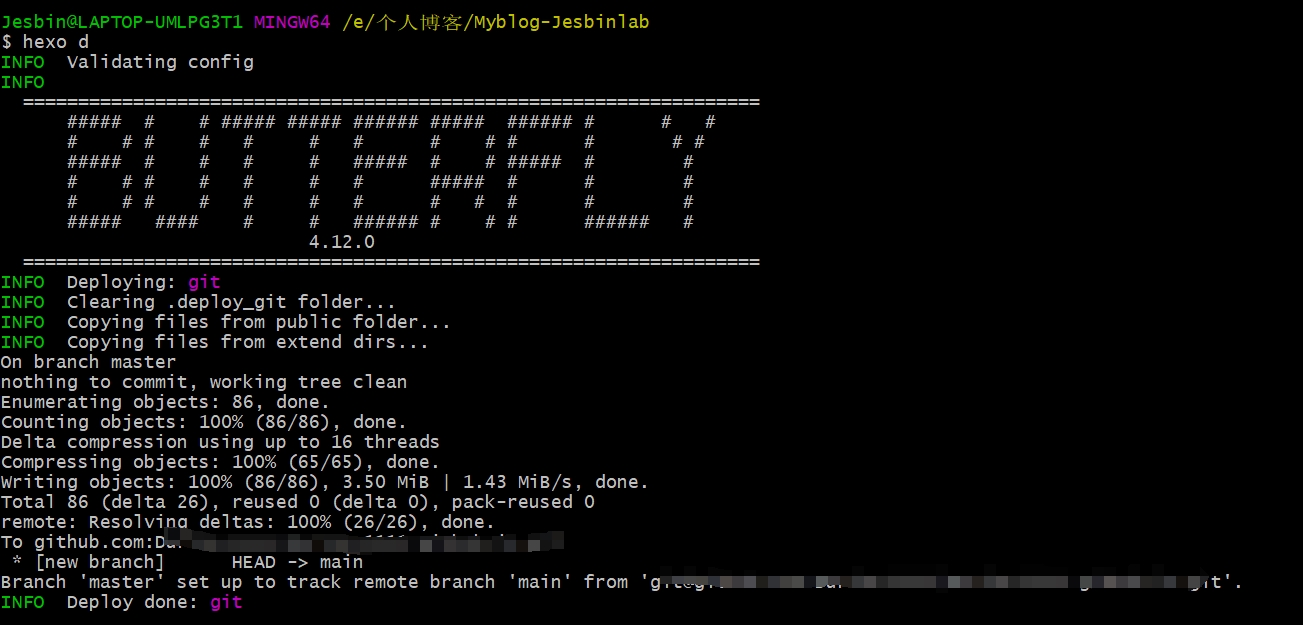 Jesbin@LAPTOP-UMLPG3T1 MINGW64 /e/个人博客/Myblog-Jesbinlab
$ hexo d
INFO  Validating config
INFO
===================================================================
BUTTERFLY
4.12.0
===================================================================
INFO  Deploying: git
INFO  Clearing .deploy_git folder...
INFO  Copying files from public folder...
INFO  Copying files from extend dirs...
On branch master
nothing to commit, working tree clean
Enumerating objects: 86, done.
Counting objects: 100% (86/86), done.
Delta compression using up to 16 threads
Compressing objects: 100% (65/65), done.
Writing objects: 100% (86/86), 3.50 MiB | 1.43 MiB/s, done.
Total 86 (delta 26), reused 0 (delta 0), pack-reused 0
remote: Resolving deltas: 100% (26/26), done.
To github.com:
 * [new branch]      HEAD -> main
Branch 'master' set up to track remote branch 'main' from '
INFO  Deploy done: git